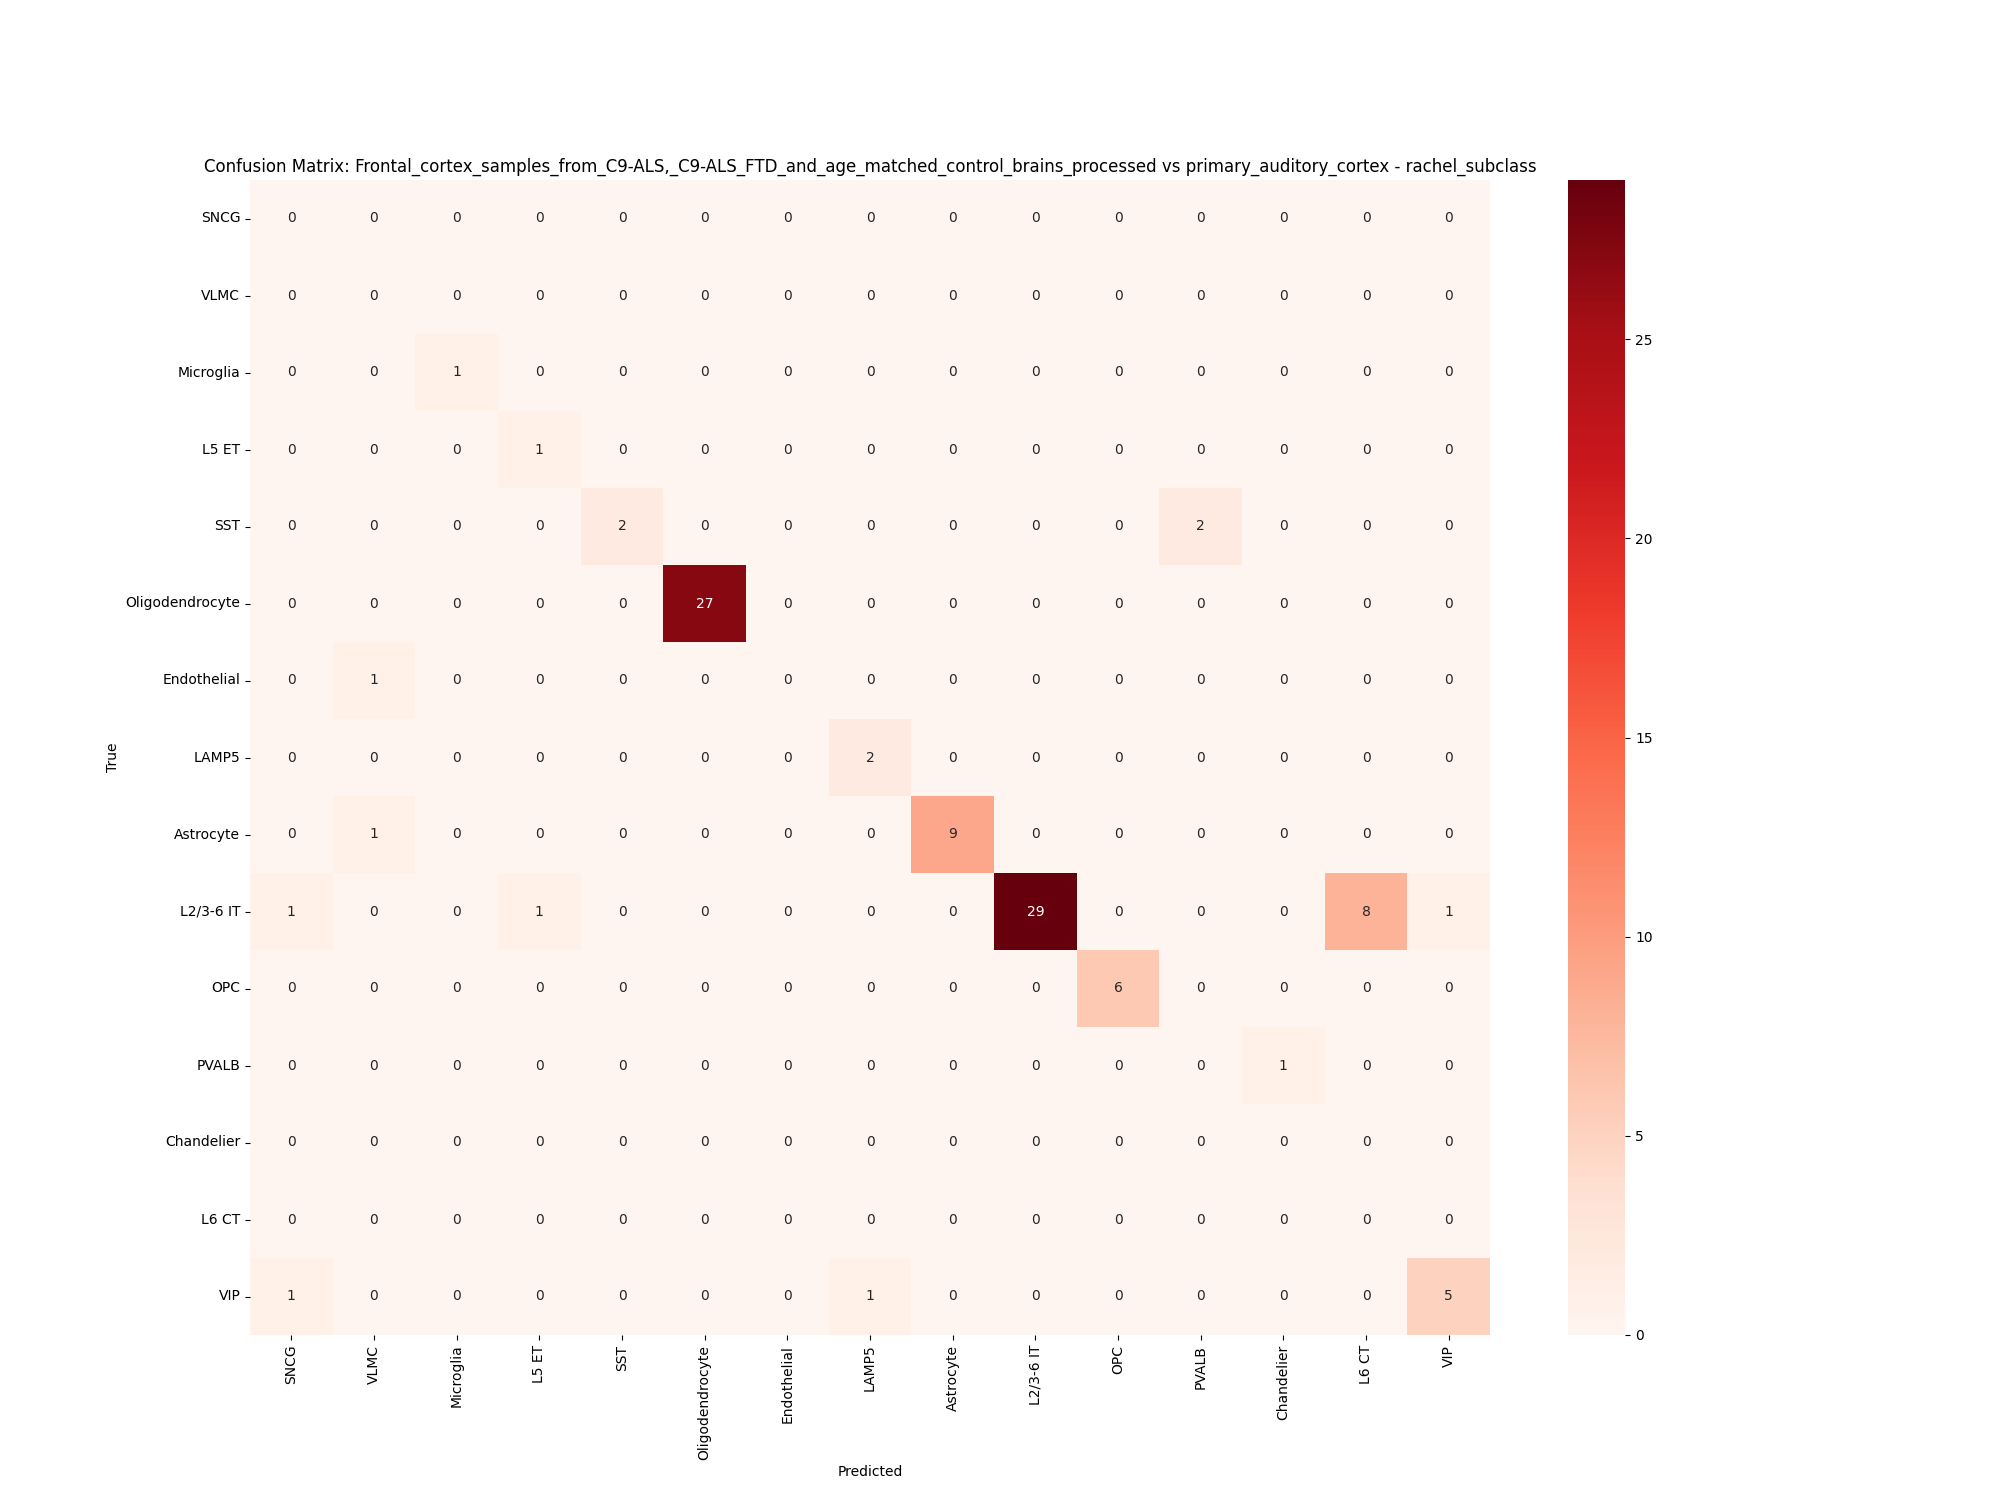 Confusion Matrix: Frontal_cortex_samples_from_C9-ALS,_C9-ALS_FTD_and_age_matched_control_brains_processed vs primary_auditory_cortex - rachel_subclass
SNCG 0 0 0 0 0 0 0 0 0 0 0 0 0 0 0
VLMC 0 0 0 0 0 0 0 0 0 0 0 0 0 0 0
Microglia 0 0 1 0 0 0 0 0 0 0 0 0 0 0 0
L5 ET 0 0 0 1 0 0 0 0 0 0 0 0 0 0 0
SST 0 0 0 0 2 0 0 0 0 0 0 2 0 0 0
Oligodendrocyte 0 0 0 0 0 27 0 0 0 0 0 0 0 0 0
Endothelial 0 1 0 0 0 0 0 0 0 0 0 0 0 0 0
LAMP5 0 0 0 0 0 0 0 2 0 0 0 0 0 0 0
Astrocyte 0 1 0 0 0 0 0 0 9 0 0 0 0 0 0
L2/3-6 IT 1 0 0 1 0 0 0 0 0 29 0 0 0 8 1
OPC 0 0 0 0 0 0 0 0 0 0 6 0 0 0 0
PVALB 0 0 0 0 0 0 0 0 0 0 0 0 1 0 0
Chandelier 0 0 0 0 0 0 0 0 0 0 0 0 0 0 0
L6 CT 0 0 0 0 0 0 0 0 0 0 0 0 0 0 0
VIP 1 0 0 0 0 0 0 1 0 0 0 0 0 0 5
True
SNCG VLMC Microglia L5 ET SST Oligodendrocyte Endothelial LAMP5 Astrocyte L2/3-6 IT OPC PVALB Chandelier L6 CT VIP
Predicted
25
20
15
10
5
0